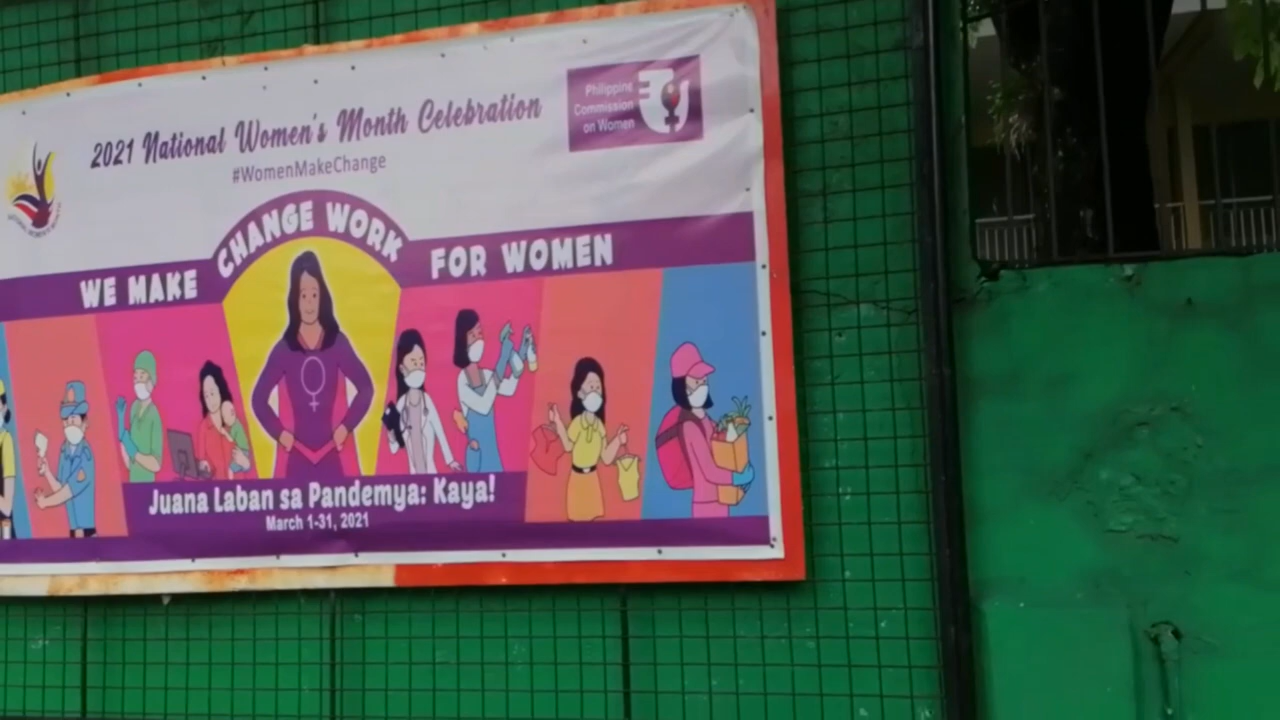 2021 National Women's Month Celebration
#WomenMakeChange
Philippine
Commission
on Women
WE MAKE CHANGE WORK FOR WOMEN
Juana Laban sa Pandemya: Kaya!
March 1-31, 2021